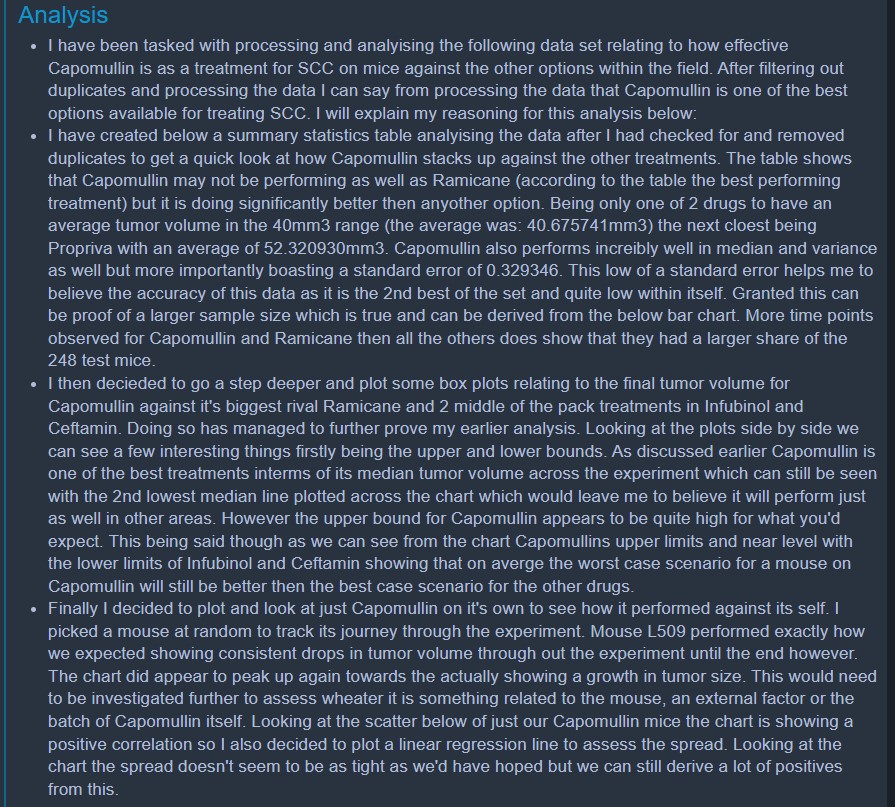 Analysis
• I have been tasked with processing and analyising the following data set relating to how effective
Capomullin is as a treatment for SCC on mice against the other options within the field. After filtering out
duplicates and processing the data I can say from processing the data that Capomullin is one of the best
options available for treating SCC. I will explain my reasoning for this analysis below:
• I have created below a summary statistics table analyising the data after I had checked for and removed
duplicates to get a quick look at how Capomullin stacks up against the other treatments. The table shows
that Capomullin may not be performing as well as Ramicane (according to the table the best performing
treatment) but it is doing significantly better then anyother option. Being only one of 2 drugs to have an
average tumor volume in the 40mm3 range (the average was: 40.675741mm3) the next cloest being
Propriva with an average of 52.320930mm3. Capomullin also performs increibly well in median and variance
as well but more importantly boasting a standard error of 0.329346. This low of a standard error helps me to
believe the accuracy of this data as it is the 2nd best of the set and quite low within itself. Granted this can
be proof of a larger sample size which is true and can be derived from the below bar chart. More time points
observed for Capomullin and Ramicane then all the others does show that they had a larger share of the
248 test mice.
• I then decieded to go a step deeper and plot some box plots relating to the final tumor volume for
Capomullin against it's biggest rival Ramicane and 2 middle of the pack treatments in Infubinol and
Ceftamin. Doing so has managed to further prove my earlier analysis. Looking at the plots side by side we
can see a few interesting things firstly being the upper and lower bounds. As discussed earlier Capomullin is
one of the best treatments interms of its median tumor volume across the experiment which can still be seen
with the 2nd lowest median line plotted across the chart which would leave me to believe it will perform just
as well in other areas. However the upper bound for Capomullin appears to be quite high for what you'd
expect. This being said though as we can see from the chart Capomullins upper limits and near level with
the lower limits of Infubinol and Ceftamin showing that on averge the worst case scenario for a mouse on
Capomullin will still be better then the best case scenario for the other drugs.
• Finally I decided to plot and look at just Capomullin on it's own to see how it performed against its self. I
picked a mouse at random to track its journey through the experiment. Mouse L509 performed exactly how
we expected showing consistent drops in tumor volume through out the experiment until the end however.
The chart did appear to peak up again towards the actually showing a growth in tumor size. This would need
to be investigated further to assess wheater it is something related to the mouse, an external factor or the
batch of Capomullin itself. Looking at the scatter below of just our Capomullin mice the chart is showing a
positive correlation so I also decided to plot a linear regression line to assess the spread. Looking at the
chart the spread doesn't seem to be as tight as we'd have hoped but we can still derive a lot of positives
from this.